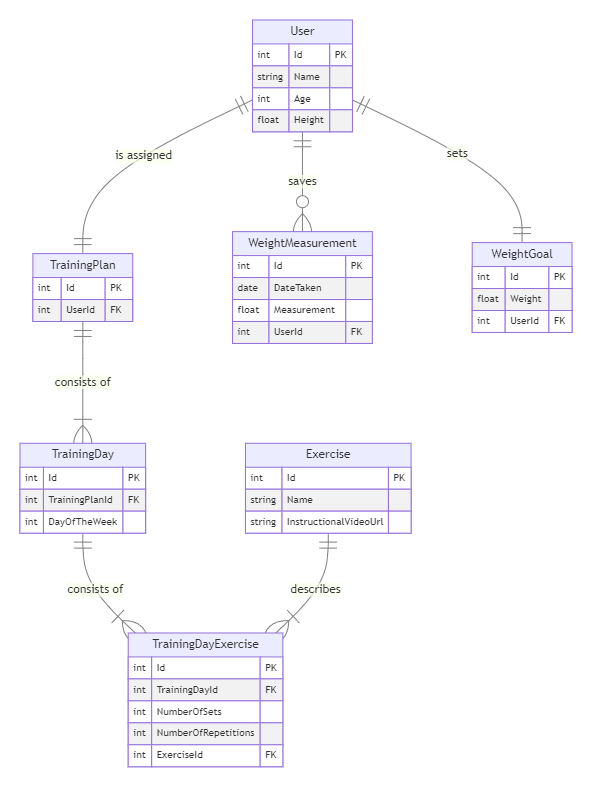 User
int Id PK
string Name
int Age
float Height
is assigned
saves
sets
TrainingPlan
int Id PK
int UserId FK
WeightMeasurement
int Id PK
date DateTaken
float Measurement
int UserId FK
WeightGoal
int Id PK
float Weight
int UserId FK
consists of
TrainingDay
int Id PK
int TrainingPlanId FK
int DayOfTheWeek
Exercise
int Id PK
string Name
string InstructionalVideoUrl
consists of
describes
TrainingDayExercise
int Id PK
int TrainingDayId FK
int NumberOfSets
int NumberOfRepetitions
int ExerciseId FK